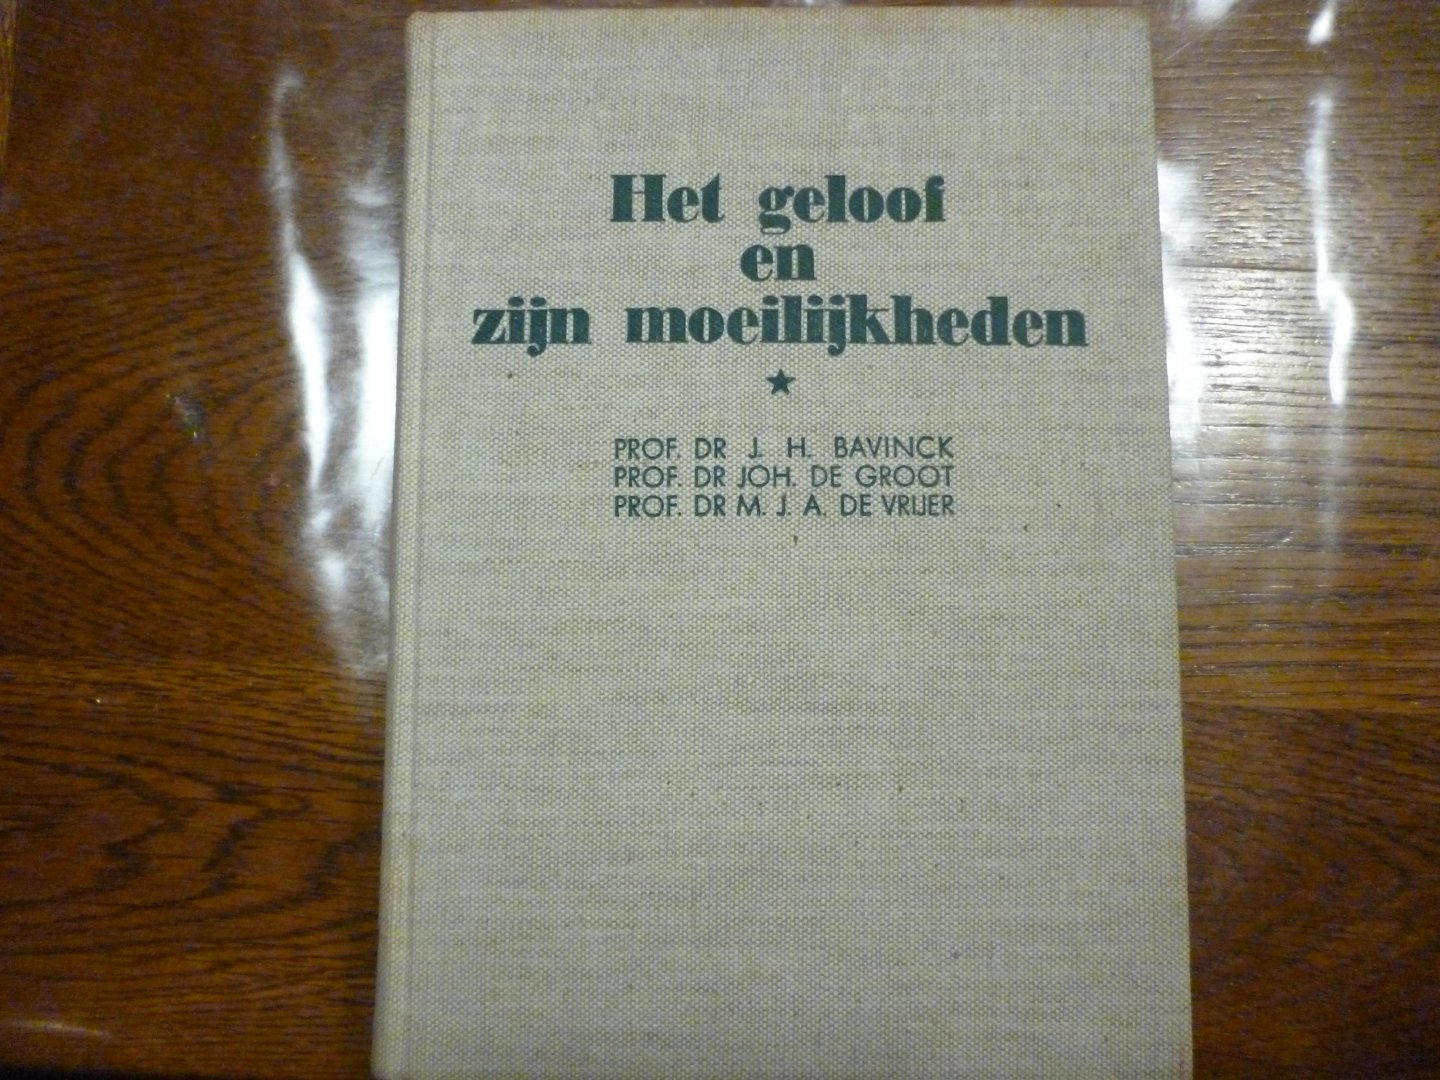 Het geloof
en
zijn moeilijkheden
PROF. DR J. H. BAVINCK
PROF. DR JOH. DE GROOT
PROF. DR M. J. A. DE VRIJER